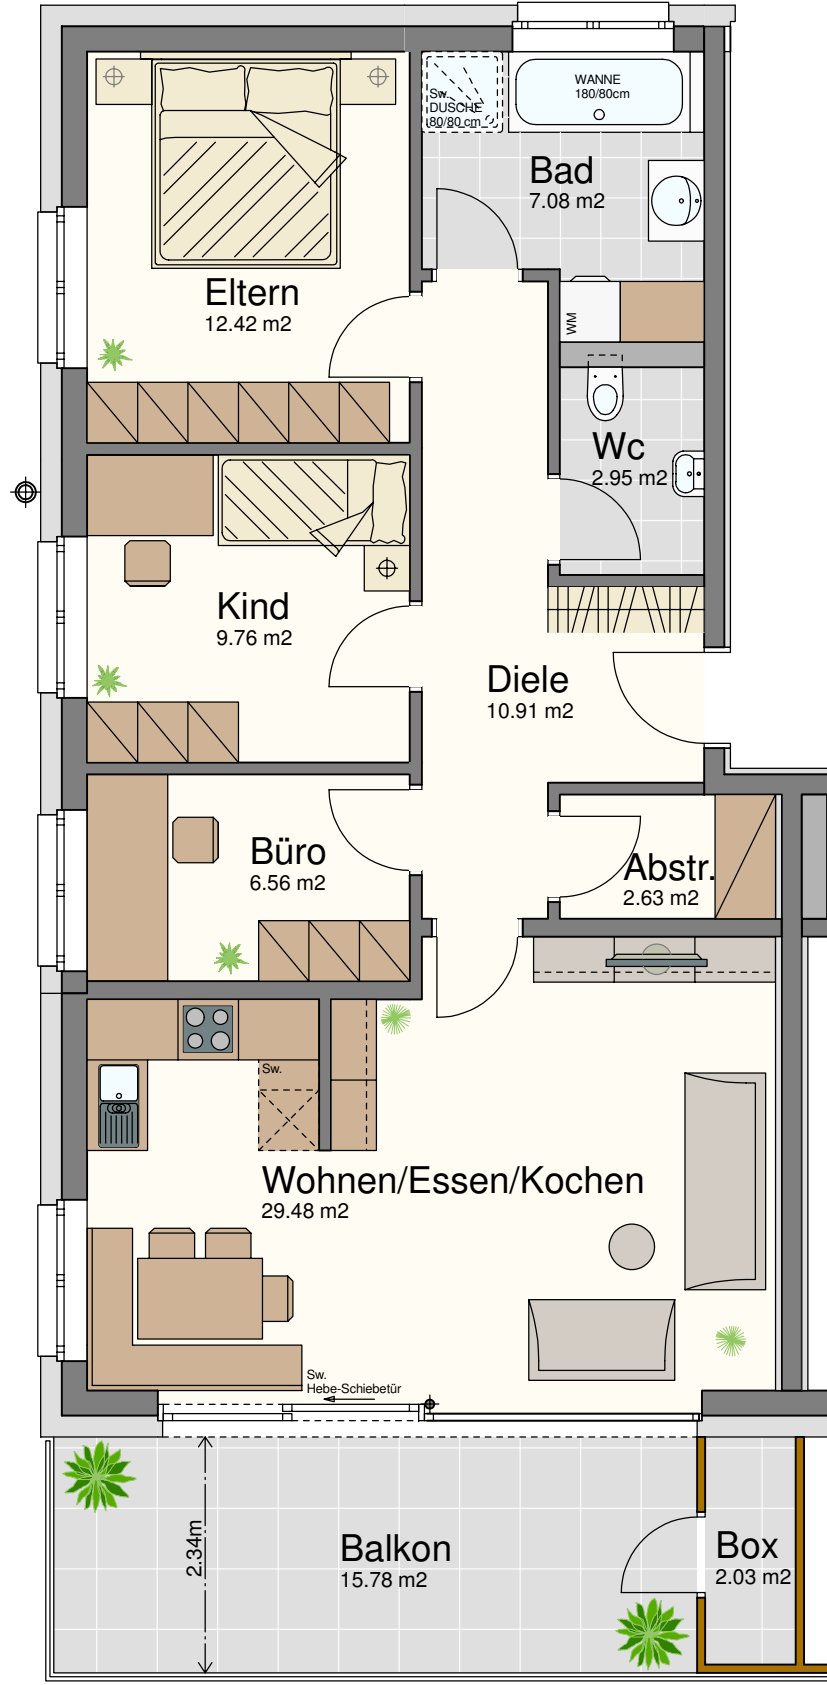 WANNE
180/80cm
Sw.
DUSCHE
80/80 cm
Bad
7.08 m2
Eltern
12.42 m2
WM
Wc
2.95 m2
Kind
9.76 m2
Diele
10.91 m2
Büro
6.56 m2
Abstr.
2.63 m2
Sw.
Wohnen/Essen/Kochen
29.48 m2
Sw.
Hebe-Schiebetür
2.34m
Balkon
15.78 m2
Box
2.03 m2